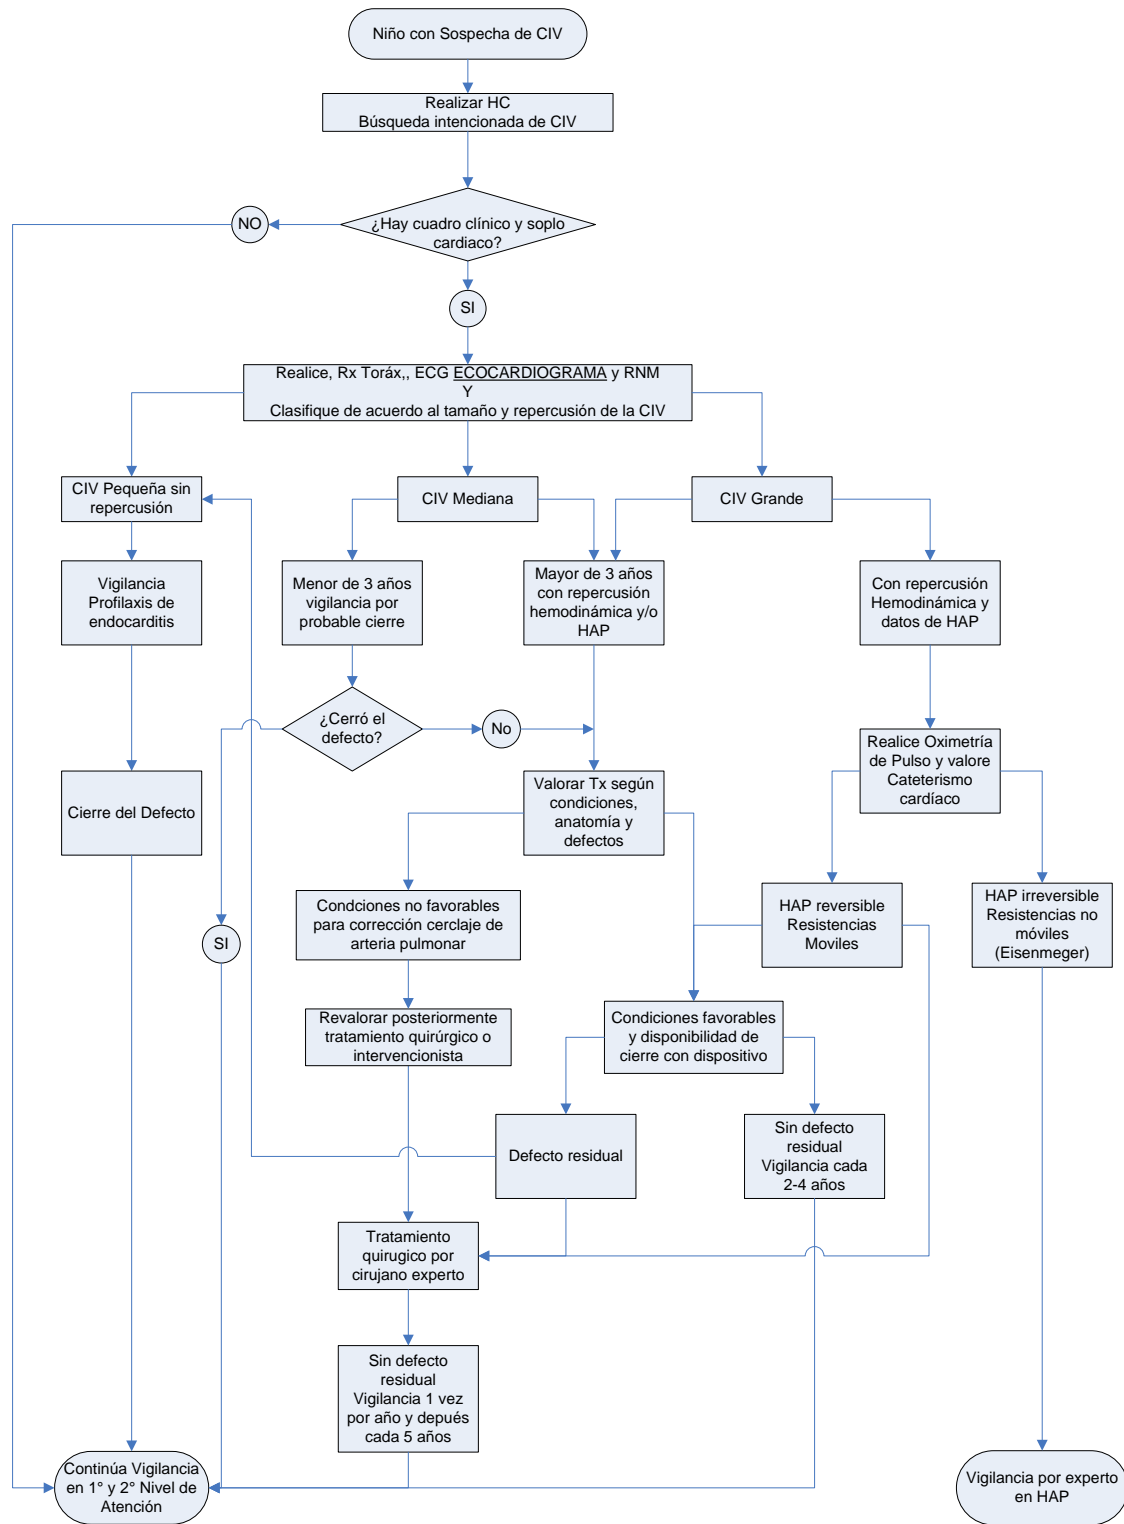 Niño con Sospecha de CIV
Realizar HC
Búsqueda intencionada de CIV
¿Hay cuadro clínico y soplo
cardiaco?
NO
SI
Realice, Rx Toráx,, ECG ECOCARDIOGRAMA y RNM
Y
Clasifique de acuerdo al tamaño y repercusión de la CIV
CIV Pequeña sin
repercusión
CIV Mediana
CIV Grande
Vigilancia
Profilaxis de
endocarditis
Menor de 3 años
vigilancia por
probable cierre
Mayor de 3 años
con repercusión
hemodinámica y/o
HAP
Con repercusión
Hemodinámica y
datos de HAP
¿Cerró el
defecto?
No
Realice Oximetría
de Pulso y valore
Cateterismo
cardíaco
Cierre del Defecto
Valorar Tx según
condiciones,
anatomía y
defectos
SI
Condciones no favorables
para corrección cerclaje de
arteria pulmonar
HAP reversible
Resistencias
Moviles
HAP irreversible
Resistencias no
móviles
(Eisenmeger)
Revalorar posteriormente
tratamiento quirúrgico o
intervencionista
Condiciones favorables
y disponibilidad de
cierre con dispositivo
Defecto residual
Sin defecto
residual
Vigilancia cada
2-4 años
Tratamiento
quirugico por
cirujano experto
Sin defecto
residual
Vigilancia 1 vez
por año y depués
cada 5 años
Continúa Vigilancia
en 1° y 2° Nivel de
Atención
Vigilancia por experto
en HAP